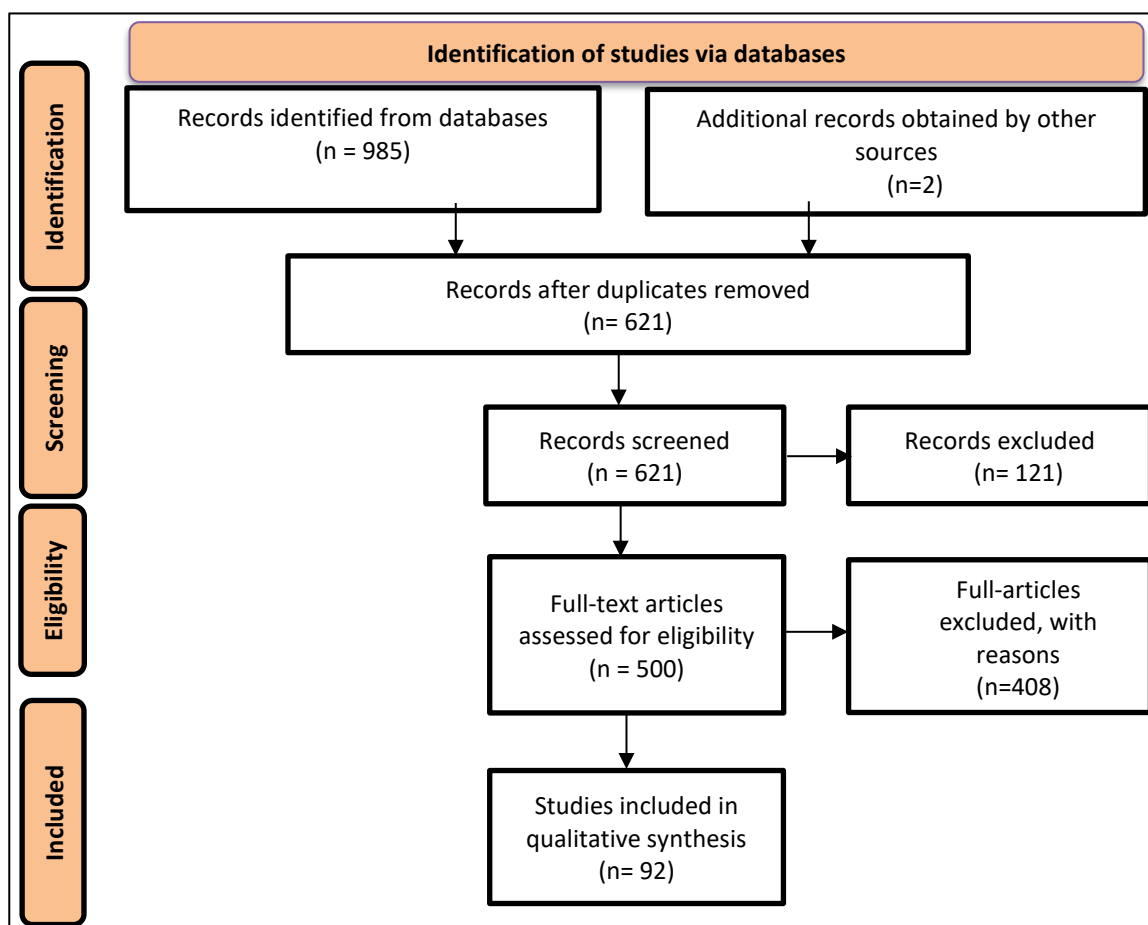 Identification of studies via databases
Identification
Records identified from databases
(n = 985)
Additional records obtained by other
sources
(n=2)
Records after duplicates removed
(n= 621)
Screening
Records screened
(n = 621)
Records excluded
(n= 121)
Eligibility
Full-text articles
assessed for eligibility
(n = 500)
Full-articles
excluded, with
reasons
(n=408)
Included
Studies included in
qualitative synthesis
(n= 92)